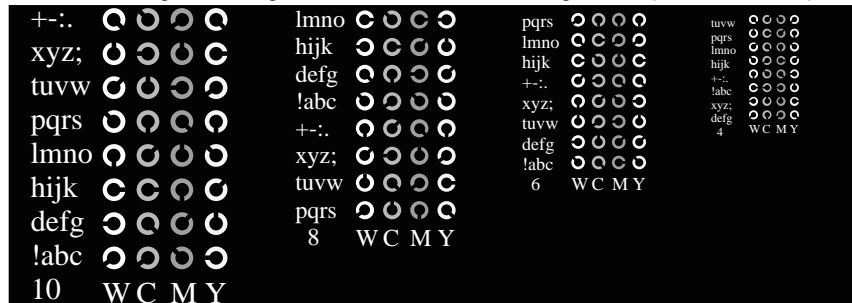 +-:.
xyz;
tuvw
pqrs
lmno
hijk
defg
!abc
10 W C M Y
lmno
hijk
defg
!abc
+-:.
xyz;
tuvw
pqrs
8 W C M Y
pqrs
lmno
hijk
+-:.
xyz;
tuvw
defg
!abc
6 W C M Y
tuvw
pqrs
lmno
hijk
+-:.
!abc
xyz;
defg
4 W C M Y